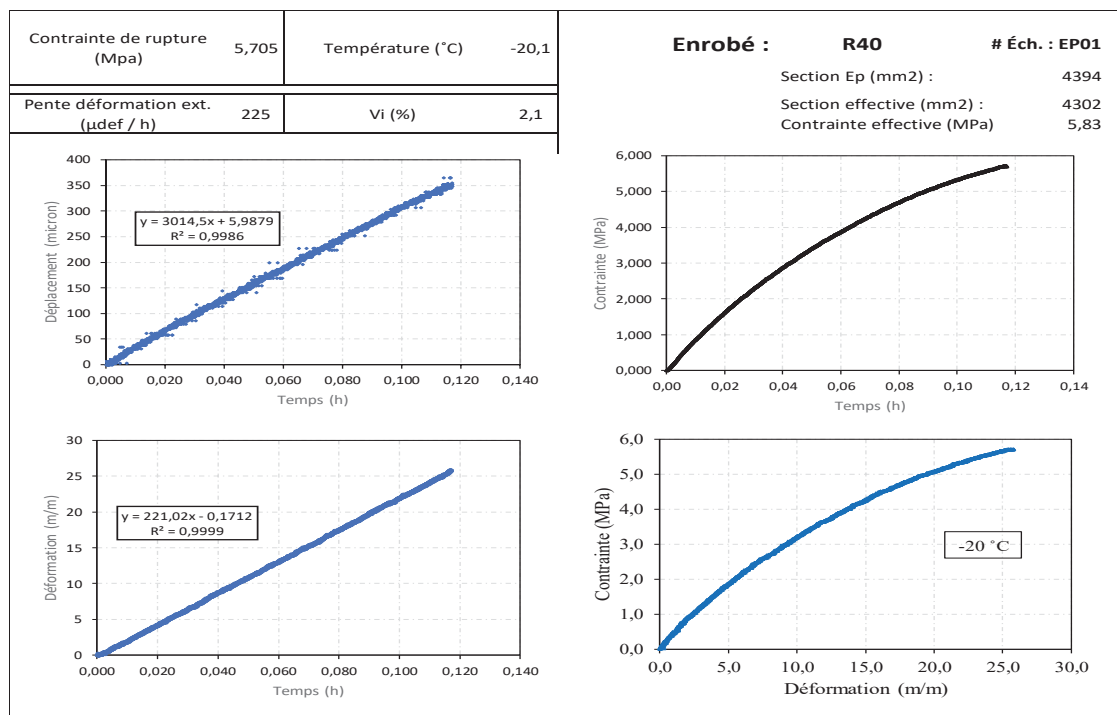 Contrainte de rupture
(Mpa)
5,705
Température (˚C)
-20,1
Pente déformation ext.
(µdef / h)
225
Vi (%)
2,1
Enrobé : R40 # Éch. : EP01
Section Ep (mm2) : 4394
Section effective (mm2) : 4302
Contrainte effective (MPa) 5,83
400
350
300
250
200
150
100
50
0
Déplacement (micron)
y = 3014,5x + 5,9879
R² = 0,9986
0,000 0,020 0,040 0,060 0,080 0,100 0,120 0,140
Temps (h)
6,000
5,000
4,000
3,000
2,000
1,000
0,000
Contrainte (MPa)
0,00 0,02 0,04 0,06 0,08 0,10 0,12 0,14
Temps (h)
30
25
20
15
10
5
0
Déformation (m/m)
y = 221,02x - 0,1712
R² = 0,9999
0,000 0,020 0,040 0,060 0,080 0,100 0,120 0,140
Temps (h)
6,0
5,0
4,0
3,0
2,0
1,0
0,0
Contrainte (MPa)
-20 ˚C
0,0 5,0 10,0 15,0 20,0 25,0 30,0
Déformation (m/m)